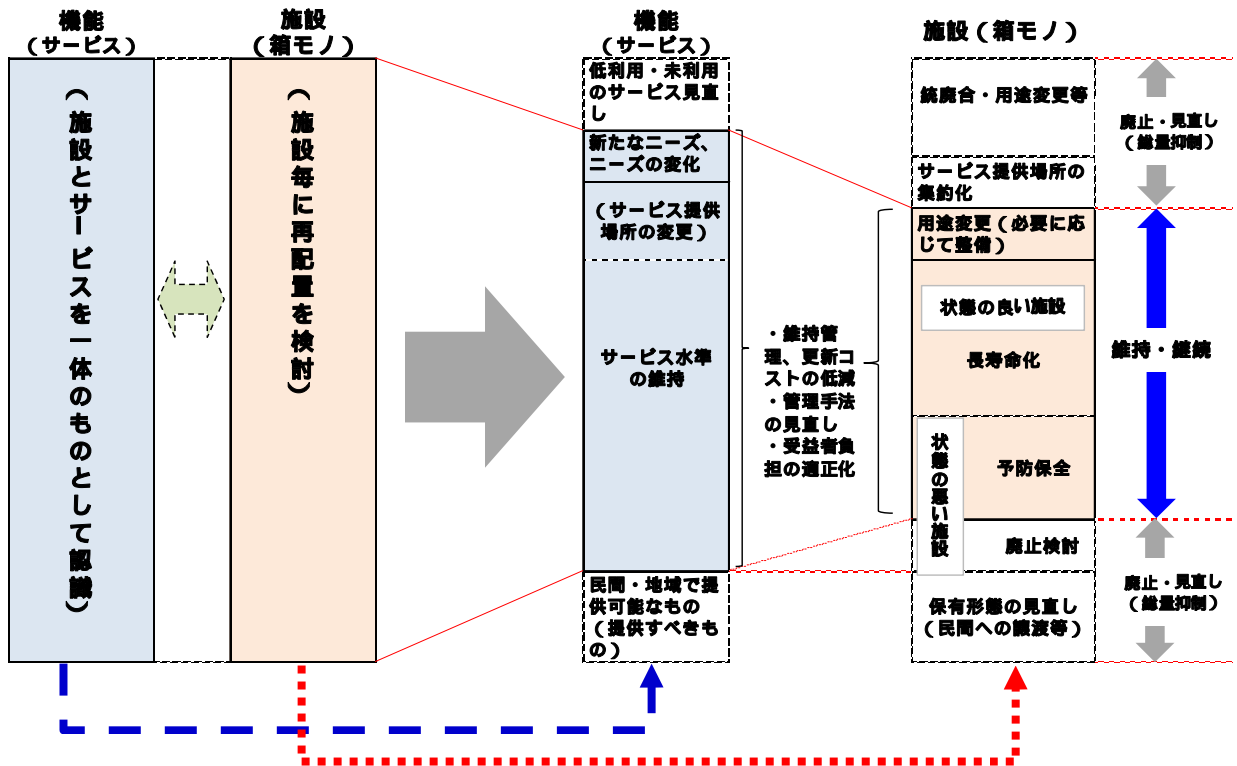 機能
（サービス）
施設
（箱モノ）
（施設とサービスを一体のものとして認識）
（施設毎に再配置を検討）
機能
（サービス）
低利用・未利用
のサービス見直
し
新たなニーズ、
ニーズの変化
（サービス提供
場所の変更）
サービス水準
の維持
民間・地域で提
供可能なもの
（提供すべきも
の）
・維持管
理、更新コ
ストの低減
・管理手法
の見直し
・受益者負
担の適正化
施設（箱モノ）
統廃合・用途変更等
サービス提供場所の
集約化
用途変更（必要に応
じて整備）
状態の良い施設
長寿命化
状態の悪い施設
予防保全
廃止検討
保有形態の見直し
（民間への譲渡等）
廃止・見直し
（総量抑制）
維持・継続
廃止・見直し
（総量抑制）